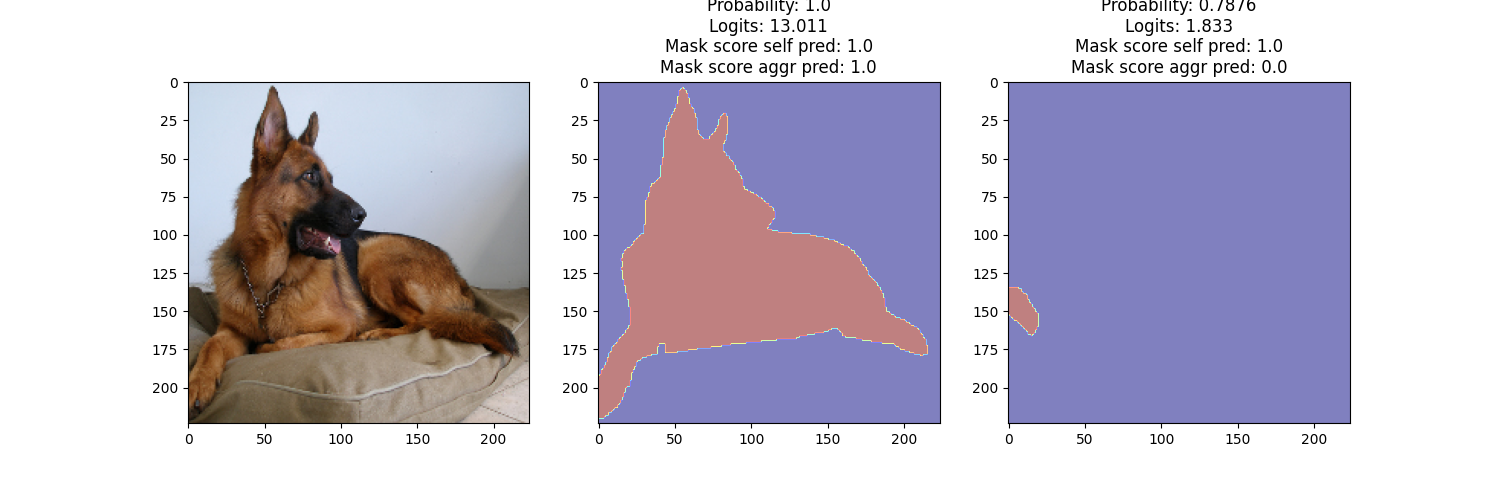 Probability: 1.0
Logits: 13.011
Mask score self pred: 1.0
Mask score aggr pred: 1.0
Probability: 0.7876
Logits: 1.833
Mask score self pred: 1.0
Mask score aggr pred: 0.0
0
25
50
75
100
125
150
175
200
0 50 100 150 200
0
25
50
75
100
125
150
175
200
0 50 100 150 200
0
25
50
75
100
125
150
175
200
0 50 100 150 200